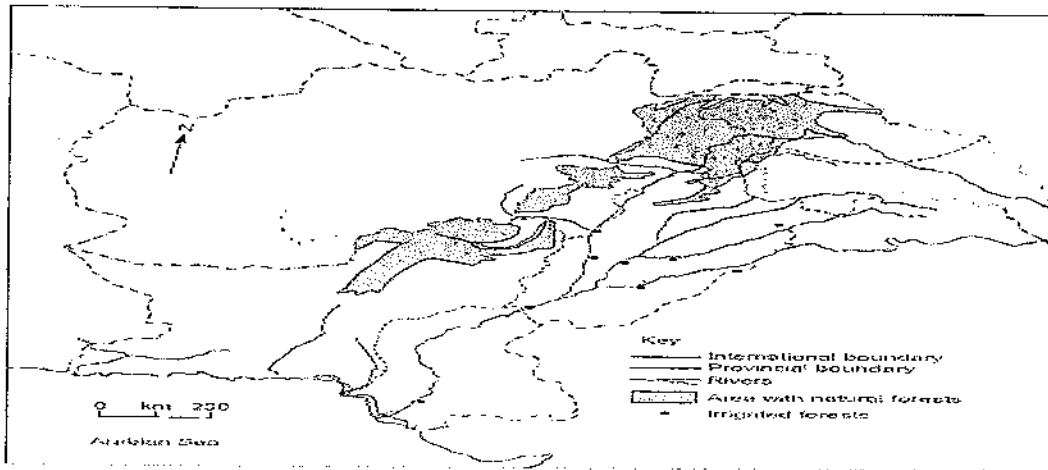 N
Key
International boundary
Provincial boundary
Rivers
Area with natural forests
Irrigated forests
0 km 250
Arabian Sea